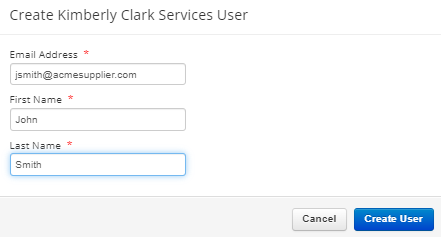 Create Kimberly Clark Services User
Email Address *
jsmith@acmesupplier.com
First Name *
John
Last Name *
Smith
Cancel Create User